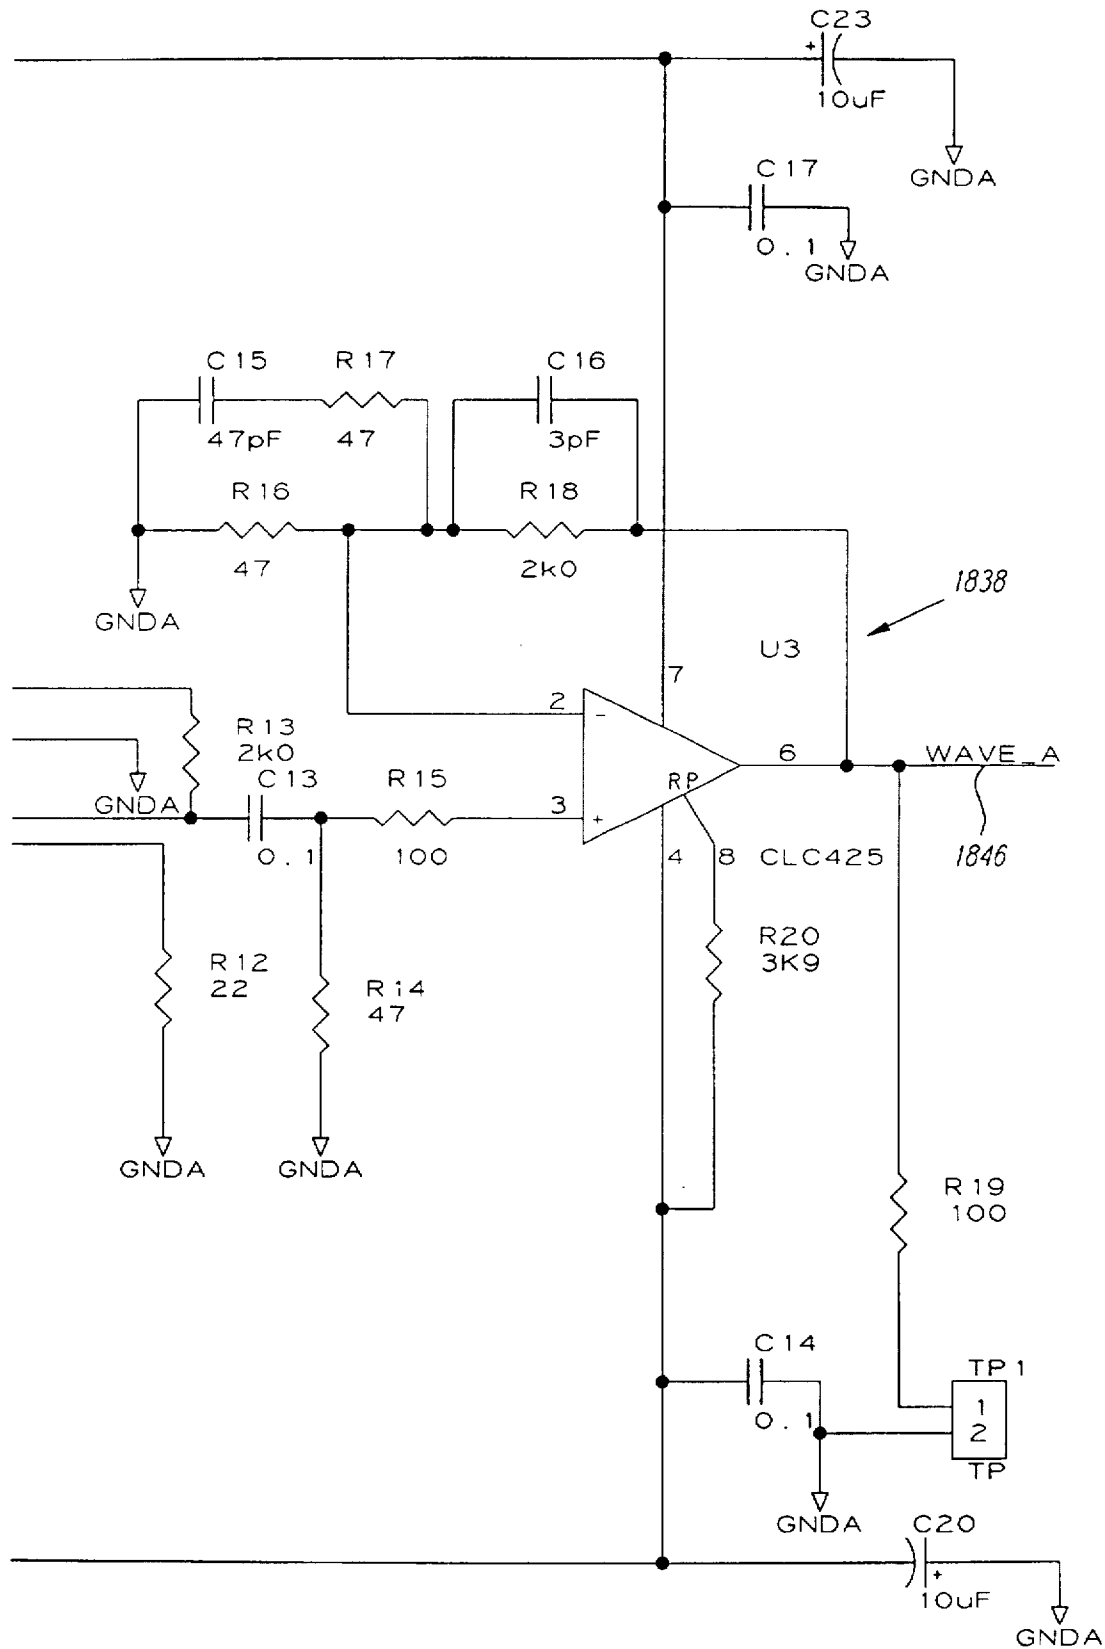 C23
+
10uF
GNDA
C17
0.1
GNDA
C15
R17
C16
47pF
47
3pF
R16
R18
47
2k0
GNDA
1838
U3
7
2
-
R13
2k0
6
WAVE_A
GNDA
C13
R15
RP
3
+
0.1
100
4
8
CLC425
1846
R20
3K9
R12
22
R14
47
GNDA
GNDA
R19
100
C14
TP1
1
0.1
2
TP
GNDA
C20
+
10uF
GNDA